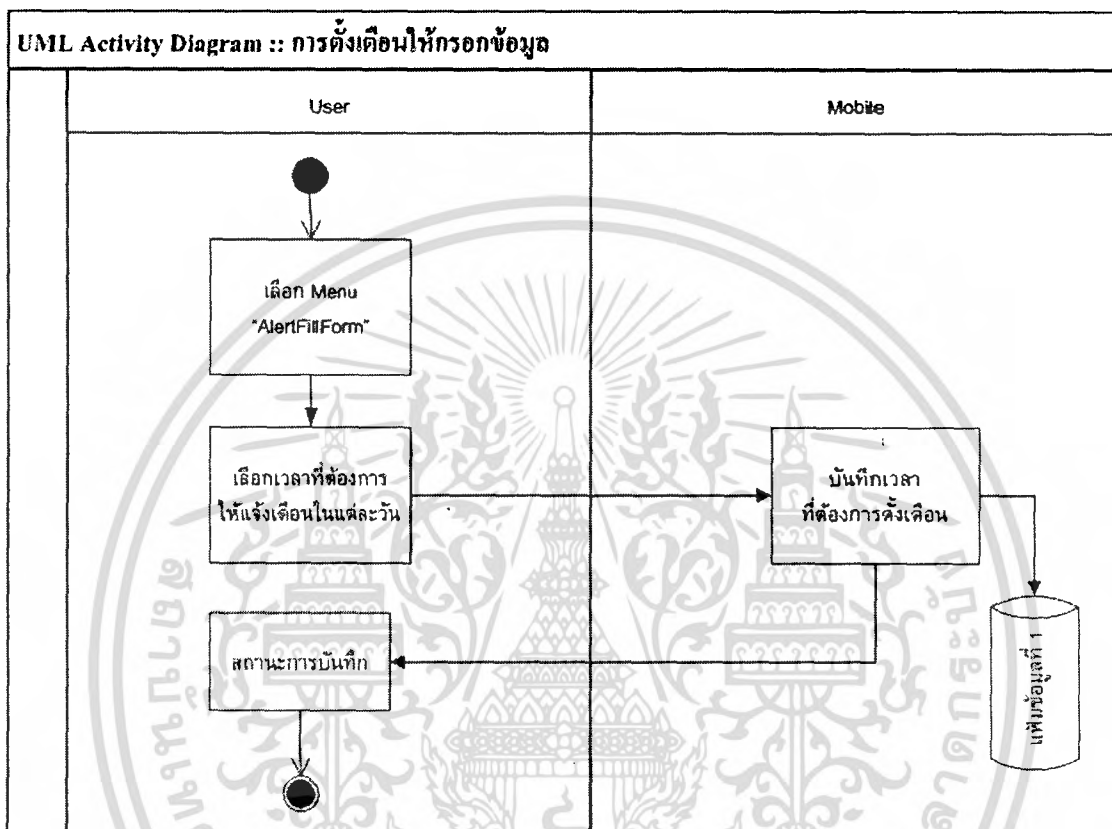 UML Activity Diagram :: การตั้งเตือนให้กรอกข้อมูล
User
Mobile
เลือก Menu
"AlertFillForm"
เลือกเวลาที่ต้องการ
ให้แจ้งเตือนในแต่ละวัน
บันทึกเวลา
ที่ต้องการตั้งเตือน
สถานะการบันทึก
แฟ้มข้อมูลที่ 1